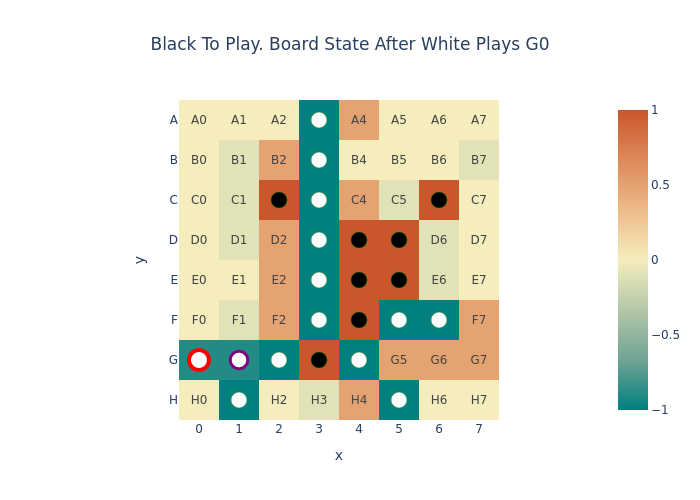 Black To Play. Board State After White Plays G0
A A0 A1 A2 A4 A5 A6 A7
B B0 B1 B2 B4 B5 B6 B7
C C0 C1 C4 C5 C7
D D0 D1 D2 D6 D7
E E0 E1 E2 E6 E7
F F0 F1 F2 F7
G G5 G6 G7
H H0 H2 H3 H4 H6 H7
0 1 2 3 4 5 6 7
x
y
1
0.5
0
−0.5
−1